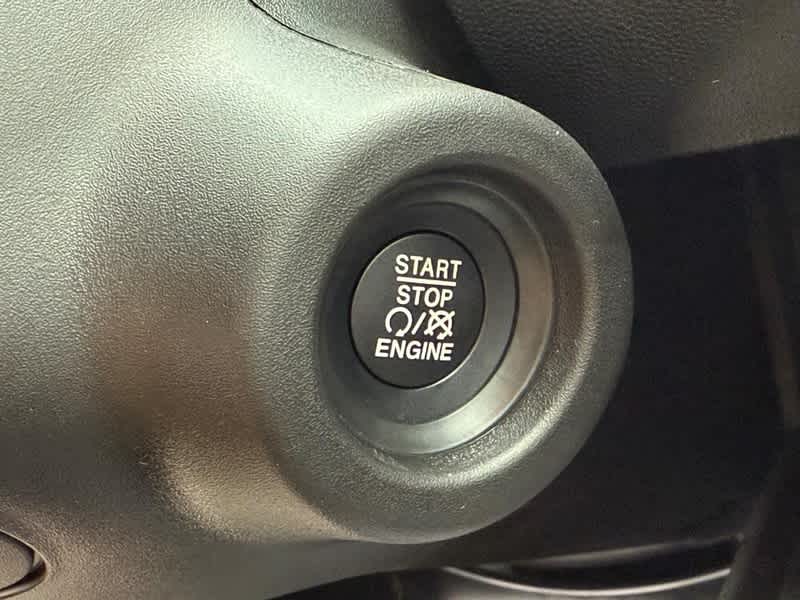 START
STOP
/
ENGINE